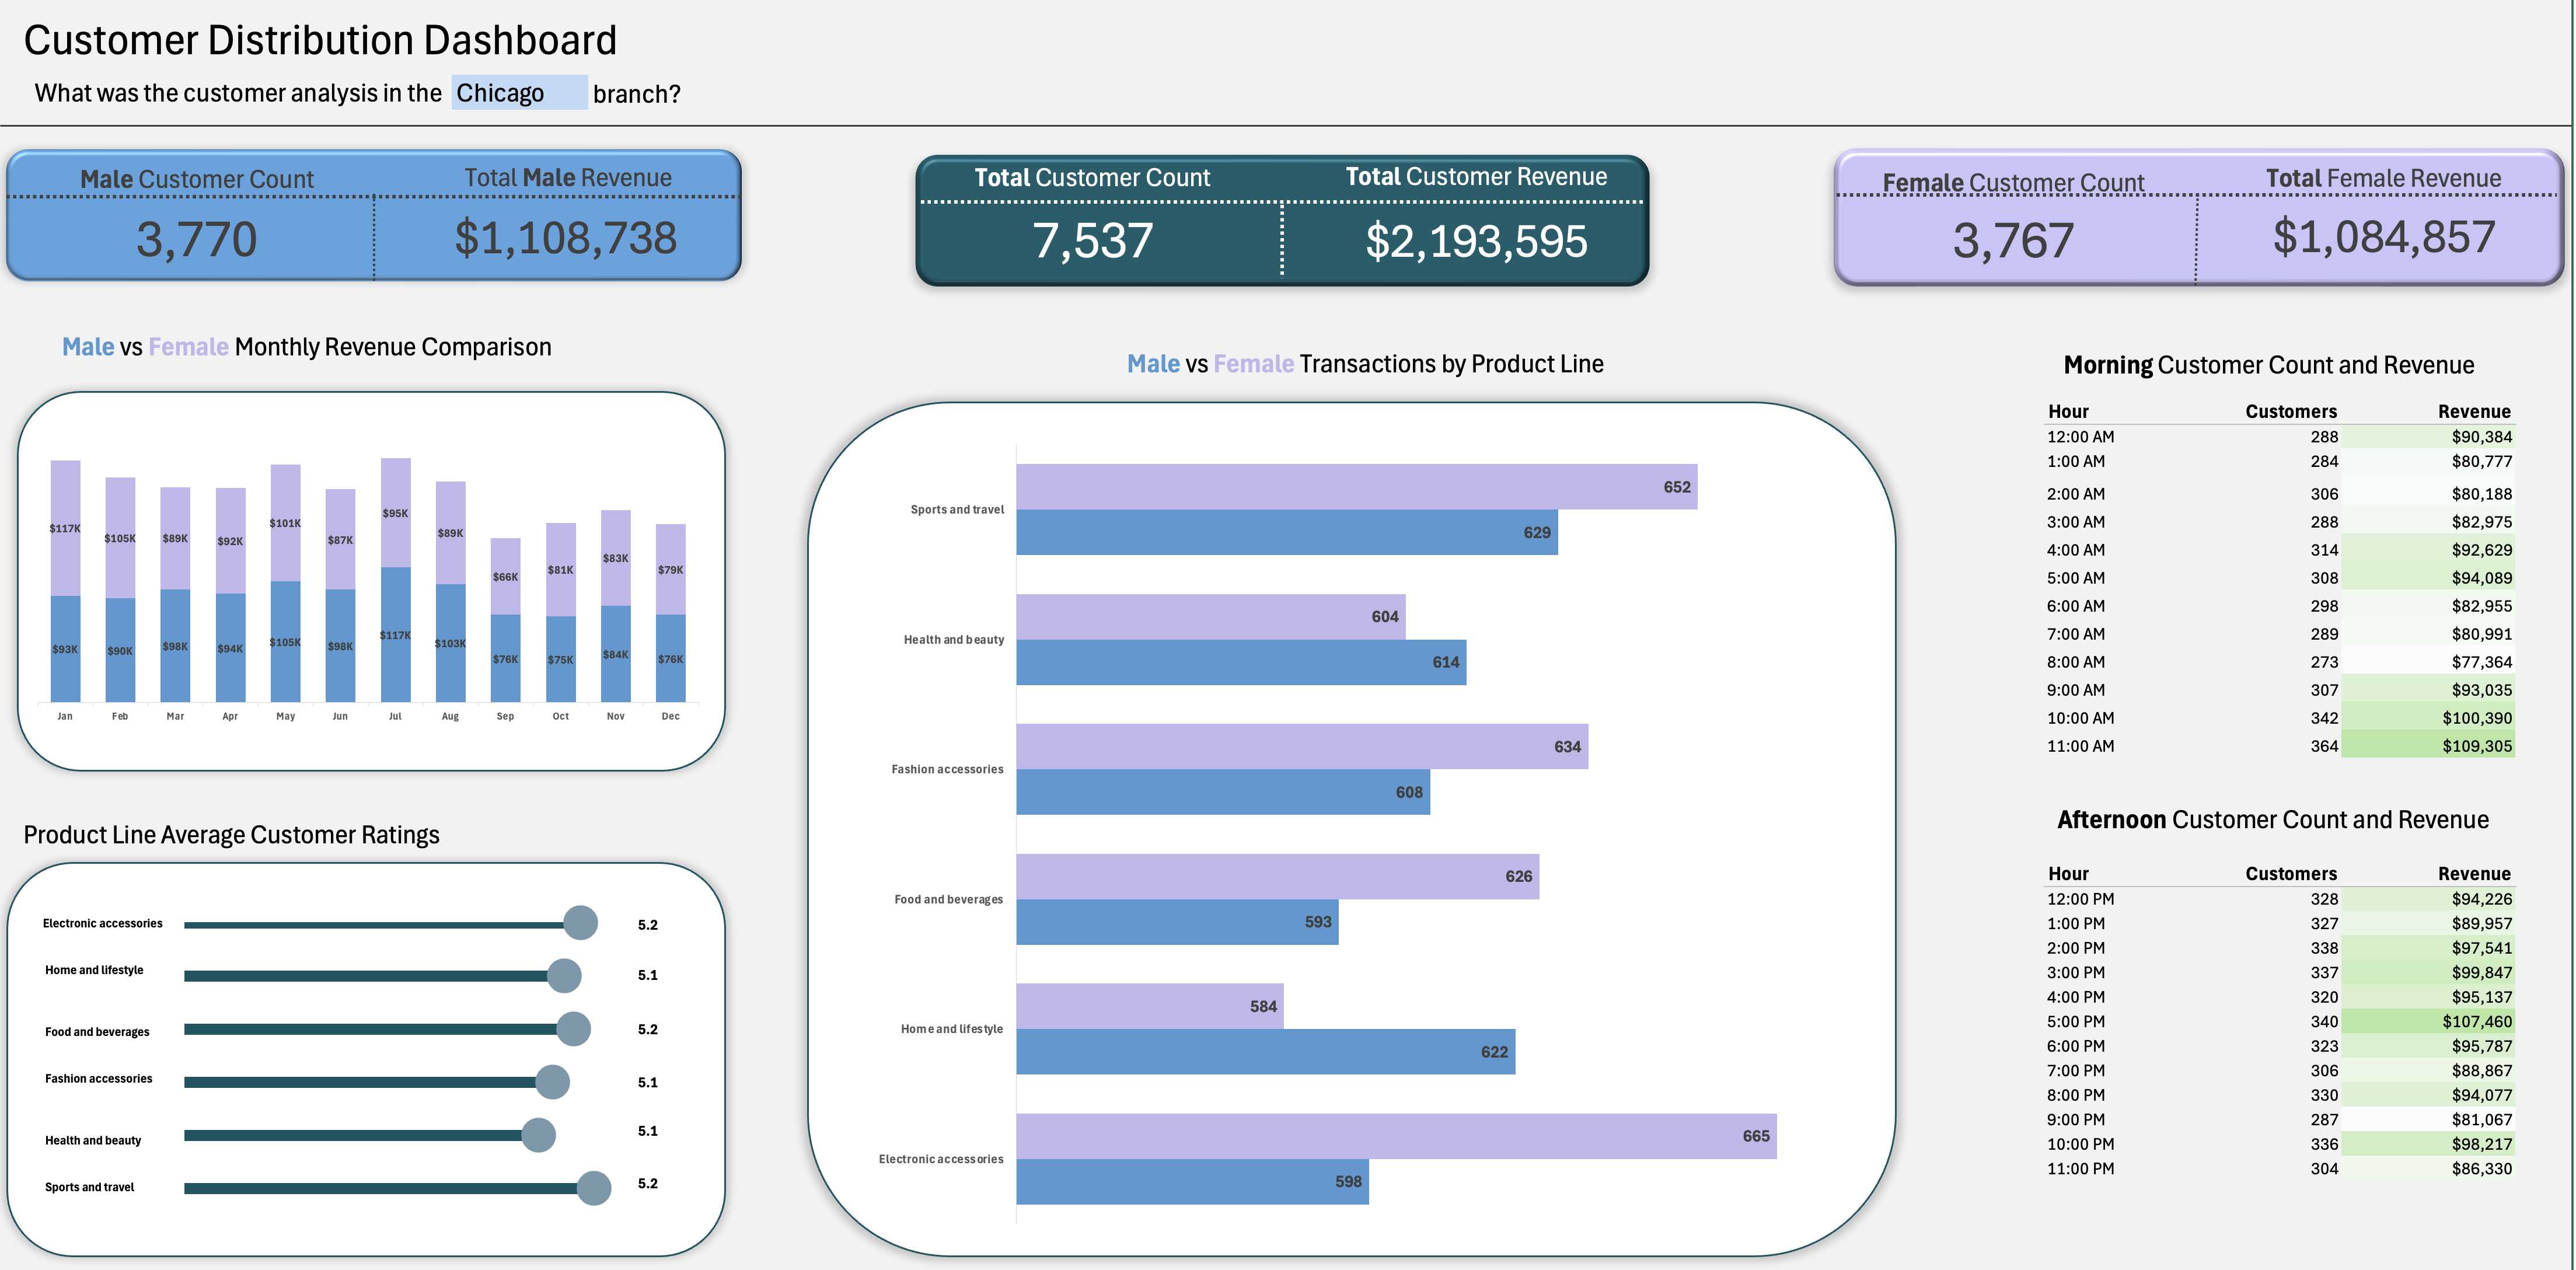 Customer Distribution Dashboard
What was the customer analysis in the Chicago branch?
Male Customer Count
Total Male Revenue
3,770
$1,108,738
Total Customer Count
Total Customer Revenue
7,537
$2,193,595
Female Customer Count
Total Female Revenue
3,767
$1,084,857
Male vs Female Monthly Revenue Comparison
$117K $105K $89K $92K $101K $87K $95K $89K $66K $81K $83K $79K
$93K $90K $98K $94K $105K $98K $117K $103K $76K $75K $84K $76K
Jan Feb Mar Apr May Jun Jul Aug Sep Oct Nov Dec
Product Line Average Customer Ratings
Electronic accessories 5.2
Home and lifestyle 5.1
Food and beverages 5.2
Fashion accessories 5.1
Health and beauty 5.1
Sports and travel 5.2
Male vs Female Transactions by Product Line
652
Sports and travel
629
604
Health and beauty
614
634
Fashion accessories
608
626
Food and beverages
593
584
Home and lifestyle
622
665
Electronic accessories
598
Morning Customer Count and Revenue
Hour Customers Revenue
12:00 AM 288 $90,384
1:00 AM 284 $80,777
2:00 AM 306 $80,188
3:00 AM 288 $82,975
4:00 AM 314 $92,629
5:00 AM 308 $94,089
6:00 AM 298 $82,955
7:00 AM 289 $80,991
8:00 AM 273 $77,364
9:00 AM 307 $93,035
10:00 AM 342 $100,390
11:00 AM 364 $109,305
Afternoon Customer Count and Revenue
Hour Customers Revenue
12:00 PM 328 $94,226
1:00 PM 327 $89,957
2:00 PM 338 $97,541
3:00 PM 337 $99,847
4:00 PM 320 $95,137
5:00 PM 340 $107,460
6:00 PM 323 $95,787
7:00 PM 306 $88,867
8:00 PM 330 $94,077
9:00 PM 287 $81,067
10:00 PM 336 $98,217
11:00 PM 304 $86,330